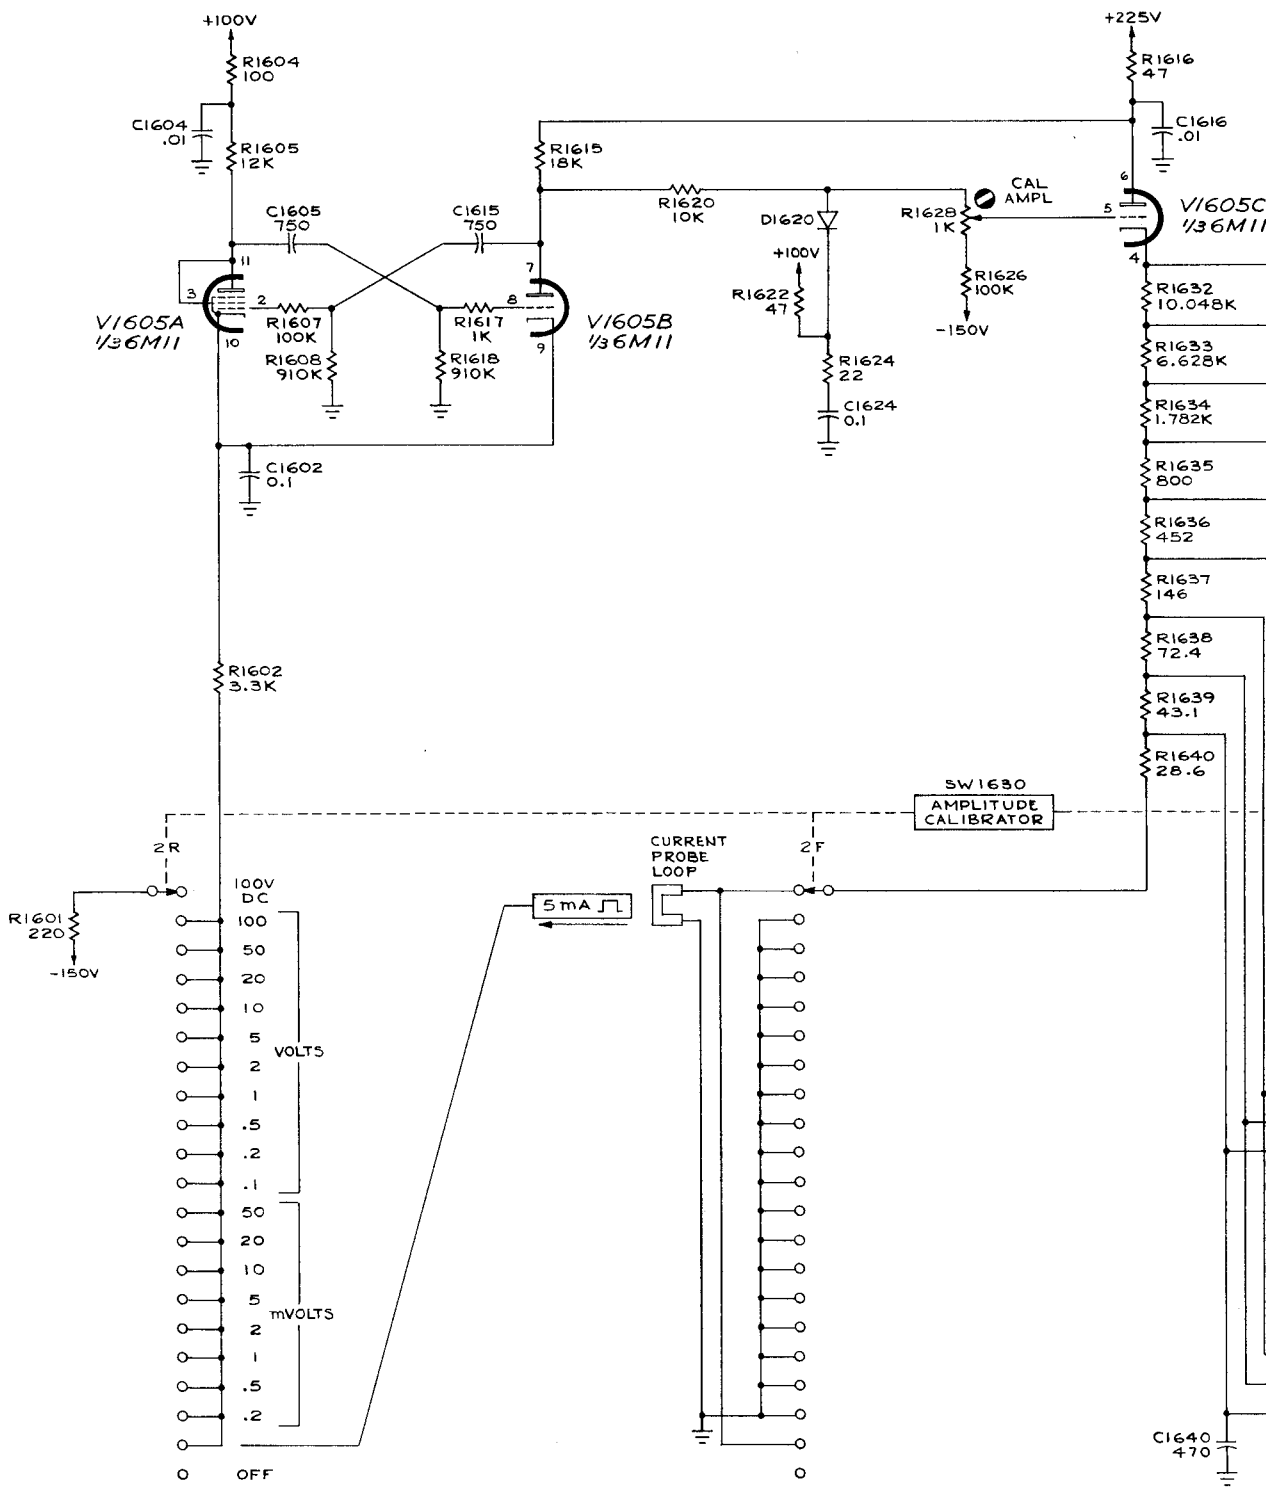 +100V
R1604
100
C1604
.01
R1605
12K
C1605
750
C1615
750
R1615
18K
+225V
R1616
47
C1616
.01
R1620
10K
D1620
R1628
1K
CAL
AMPL
6
5
4
V1605C
1/3 6M11
11
3
2
10
V1605A
1/3 6M11
R1607
100K
R1608
910K
R1617
1K
R1618
910K
7
8
9
V1605B
1/3 6M11
+100V
R1622
47
R1624
22
C1624
0.1
R1626
100K
-150V
C1602
0.1
R1632
10.048K
R1633
6.628K
R1634
1.782K
R1635
800
R1636
452
R1637
146
R1638
72.4
R1639
43.1
R1640
28.6
R1602
3.3K
SW1630
AMPLITUDE
CALIBRATOR
2R
2F
CURRENT
PROBE
LOOP
5mA
R1601
220
-150V
100V
DC
100
50
20
10
5
2
1
.5
.2
.1
VOLTS
50
20
10
5
2
1
.5
.2
mVOLTS
OFF
C1640
470